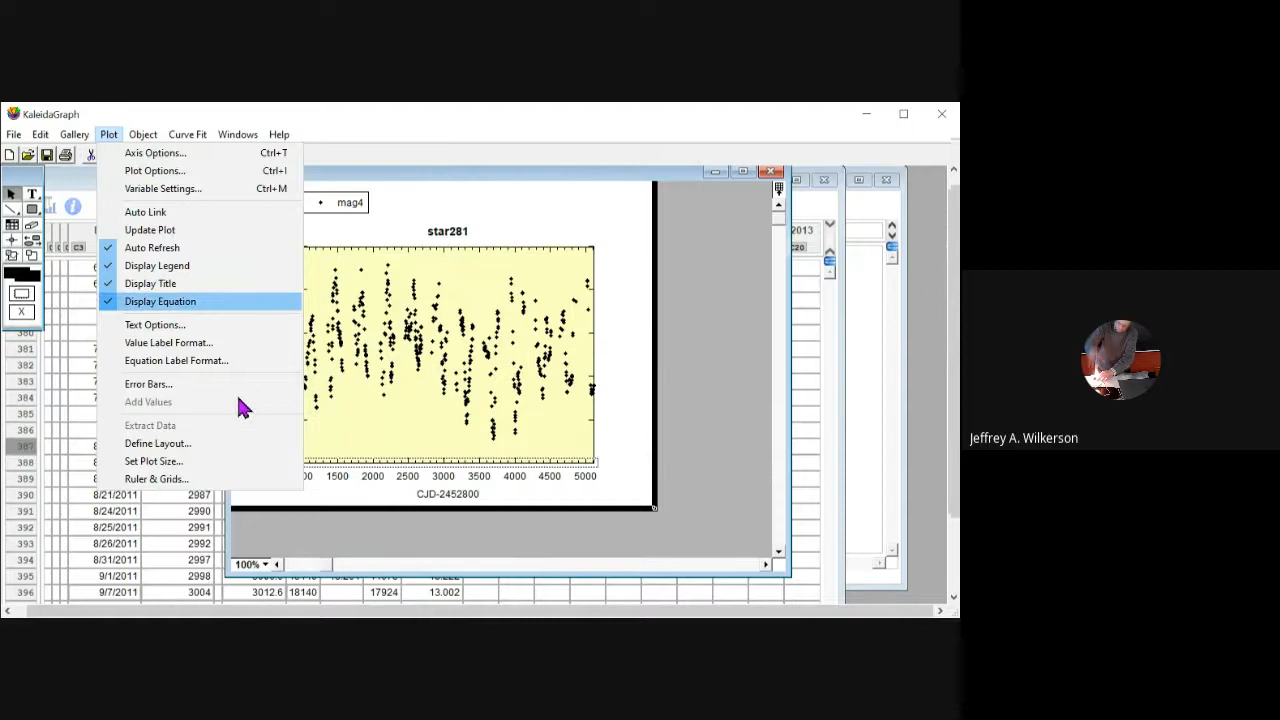 KaleidaGraph
File Edit Gallery Plot Object Curve Fit Windows Help
Axis Options... Ctrl+T
Plot Options... Ctrl+I
Variable Settings... Ctrl+M
Auto Link
Update Plot
Auto Refresh
Display Legend
Display Title
Display Equation
Text Options...
Value Label Format...
Equation Label Format...
Error Bars...
Add Values
Extract Data
Define Layout...
Set Plot Size...
Ruler & Grids...
T
X
C3
mag4
star281
1500 2000 2500 3000 3500 4000 4500 5000
CJD-2452800
100%
2013
C20
380
381
382
383
384
385
386
387
388
389
390 8/21/2011 2987
391 8/24/2011 2990
392 8/25/2011 2991
393 8/26/2011 2992
394 8/31/2011 2997
395 9/1/2011 2998
396 9/7/2011 3004 3012.6 18140 17924 13.002
Jeffrey A. Wilkerson